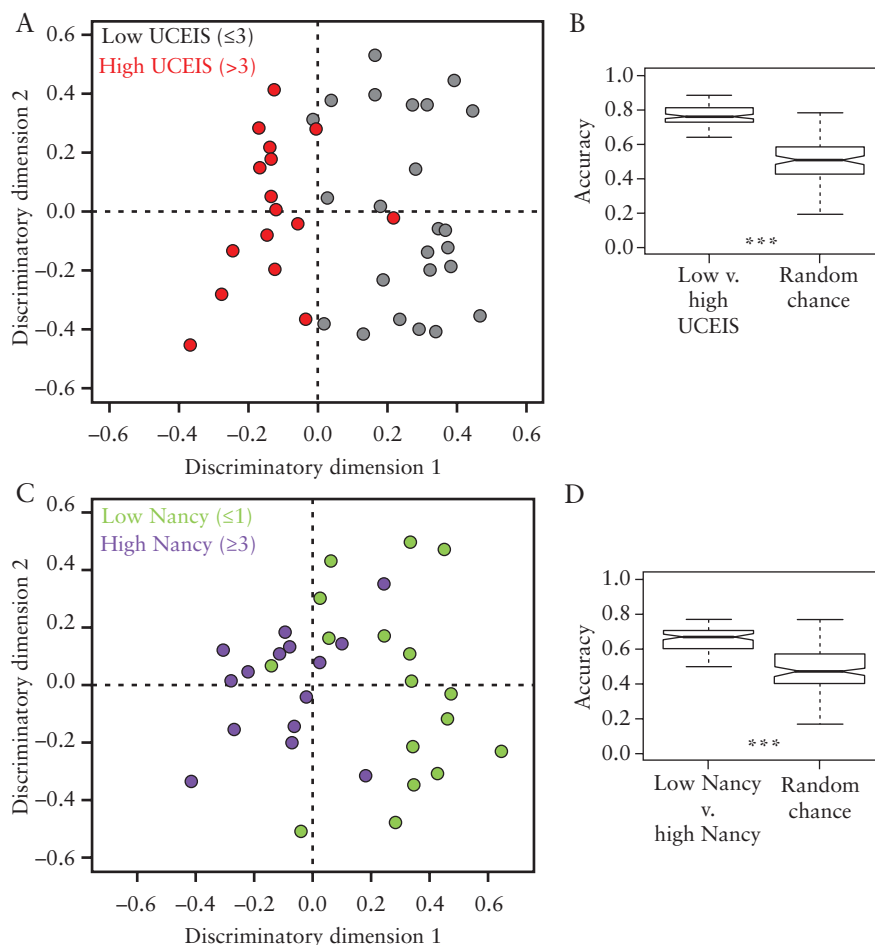 A
Low UCEIS (≤3)
High UCEIS (>3)
Discriminatory dimension 2
0.6
0.4
0.2
0.0
−0.2
−0.4
−0.6
−0.6 −0.4 −0.2 0.0 0.2 0.4 0.6
Discriminatory dimension 1
B
Accuracy
1.0
0.8
0.6
0.4
0.2
0.0
***
Low v. high UCEIS
Random chance
C
Low Nancy (≤1)
High Nancy (≥3)
Discriminatory dimension 2
0.6
0.4
0.2
0.0
−0.2
−0.4
−0.6
−0.6 −0.4 −0.2 0.0 0.2 0.4 0.6
Discriminatory dimension 1
D
Accuracy
1.0
0.8
0.6
0.4
0.2
0.0
***
Low Nancy v. high Nancy
Random chance